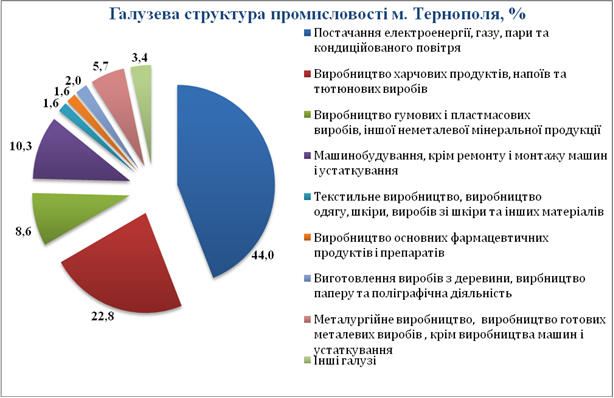 Галузева структура промисловості м. Тернополя, %
3,4
5,7
2,0
1,6
1,6
10,3
8,6
22,8
44,0
Постачання електроенергії, газу, пари та
кондиційованого повітря
Виробництво харчових продуктів, напоїв та
тютюнових виробів
Виробництво гумових і пластмасових
виробів, іншої неметалевої мінеральної продукції
Машинобудування, крім ремонту і монтажу машин
і устаткування
Текстильне виробництво, виробництво
одягу, шкіри, виробів зі шкіри та інших матеріалів
Виробництво основних фармацевтичних
продуктів і препаратів
Виготовлення виробів з деревини, вирбництво
паперу та поліграфічна діяльність
Металургійне виробництво, виробництво готових
металевих виробів , крім виробництва машин і
устаткування
Інші галузі